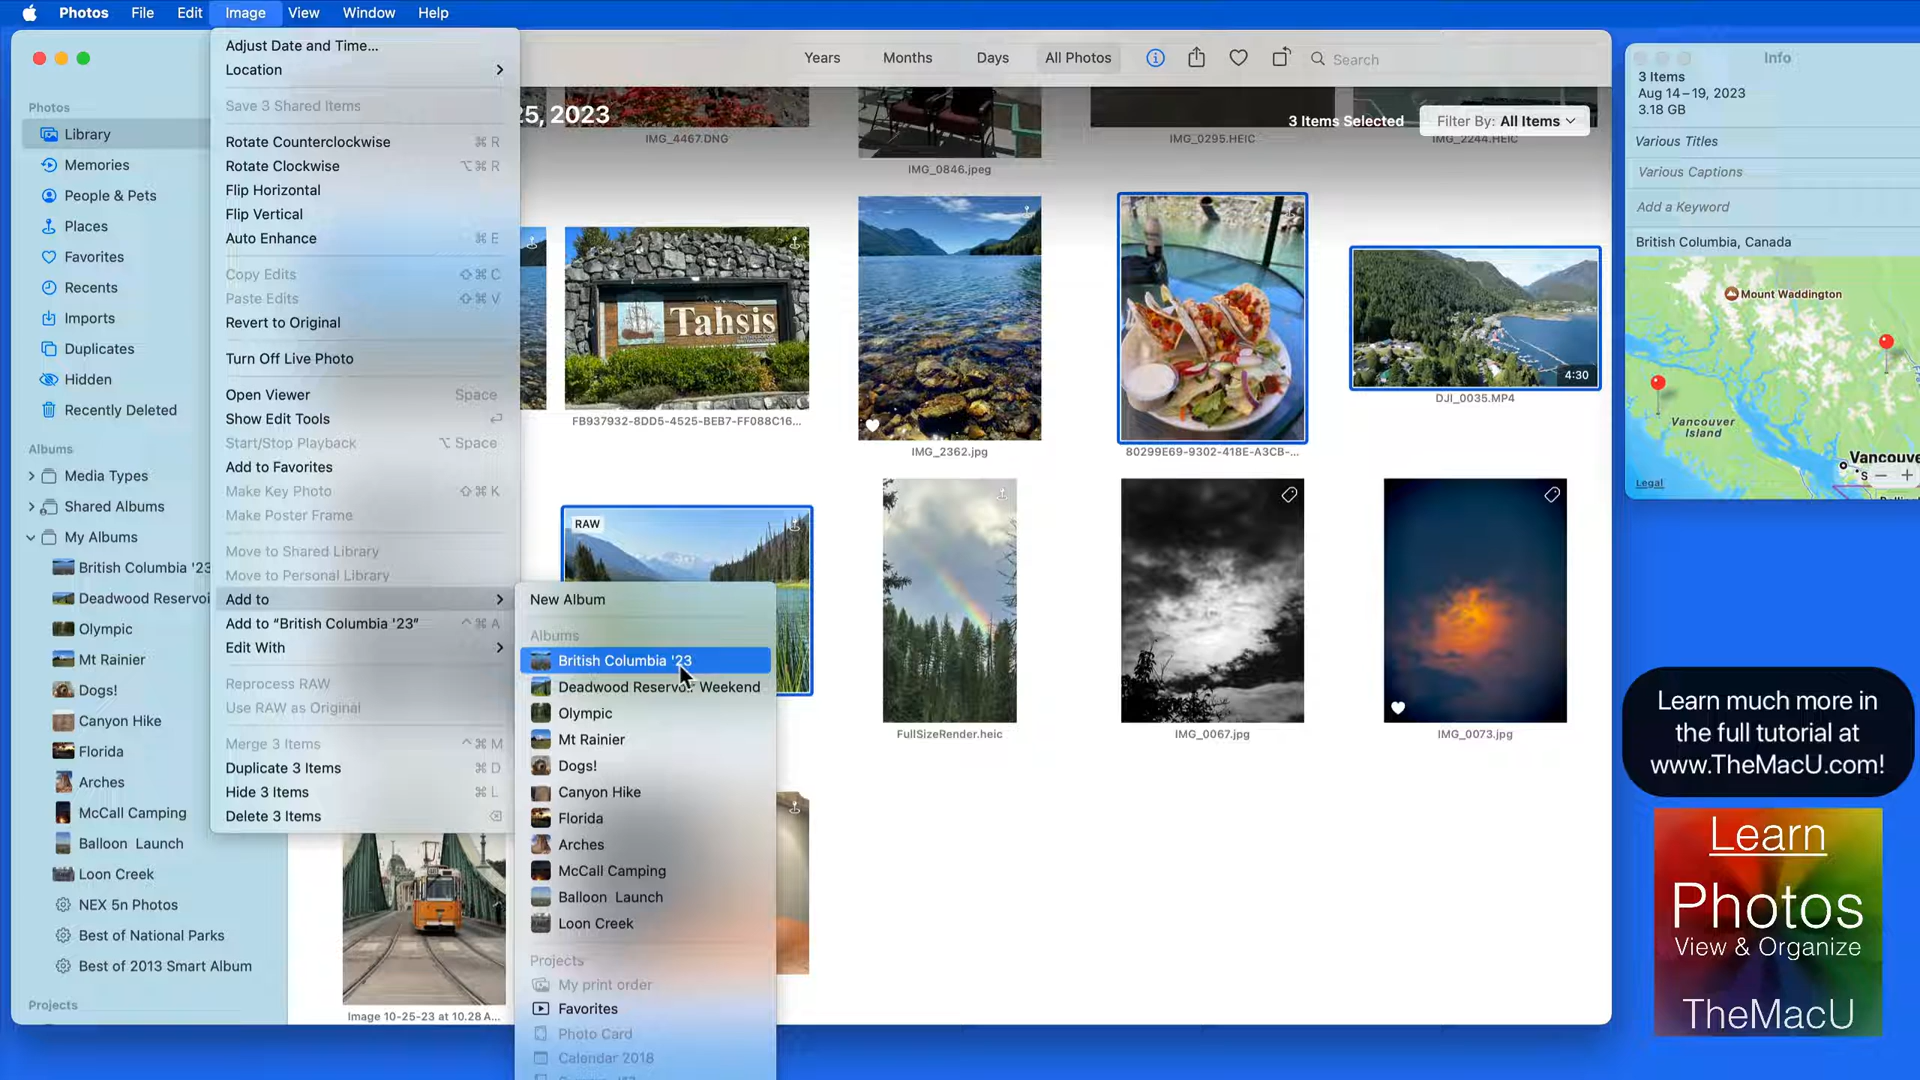 Photos File Edit Image View Window Help
Adjust Date and Time...
Location
Save 3 Shared Items
Rotate Counterclockwise ⌘ R
Rotate Clockwise ⌥⌘ R
Flip Horizontal
Flip Vertical
Auto Enhance ⌘ E
Copy Edits ⇧⌘ C
Paste Edits ⇧⌘ V
Revert to Original
Turn Off Live Photo
Open Viewer Space
Show Edit Tools
Start/Stop Playback ⌥ Space
Add to Favorites
Make Key Photo ⇧⌘ K
Make Poster Frame
Move to Shared Library
Move to Personal Library
Add to
Add to “British Columbia '23” ^⌘ A
Edit With
Reprocess RAW
Use RAW as Original
Merge 3 Items ^⌘ M
Duplicate 3 Items ⌘ D
Hide 3 Items ⌘ L
Delete 3 Items
New Album
Albums
British Columbia '23
Deadwood Reservoir Weekend
Olympic
Mt Rainier
Dogs!
Canyon Hike
Florida
Arches
McCall Camping
Balloon Launch
Loon Creek
Projects
My print order
Favorites
Photo Card
Calendar 2018
Photos
Library
Memories
People & Pets
Places
Favorites
Recents
Imports
Duplicates
Hidden
Recently Deleted
Albums
Media Types
Shared Albums
My Albums
British Columbia '23
Deadwood Reservoi
Olympic
Mt Rainier
Dogs!
Canyon Hike
Florida
Arches
McCall Camping
Balloon Launch
Loon Creek
NEX 5n Photos
Best of National Parks
Best of 2013 Smart Album
Projects
Years Months Days All Photos Search
25, 2023
3 Items Selected Filter By: All Items
IMG_4467.DNG
IMG_0846.jpeg
IMG_0295.HEIC
IMG_2244.HEIC
Tahsis
4:30
FB937932-8DD5-4525-BEB7-FF088C16...
IMG_2362.jpg
80299E69-9302-418E-A3CB-...
DJI_0035.MP4
RAW
FullSizeRender.heic
IMG_0067.jpg
IMG_0073.jpg
Image 10-25-23 at 10.28 A...
Info
3 Items
Aug 14–19, 2023
3.18 GB
Various Titles
Various Captions
Add a Keyword
British Columbia, Canada
Mount Waddington
Vancouver
Island
Vancouve
Legal
Learn much more in
the full tutorial at
www.TheMacU.com!
Learn
Photos
View & Organize
TheMacU